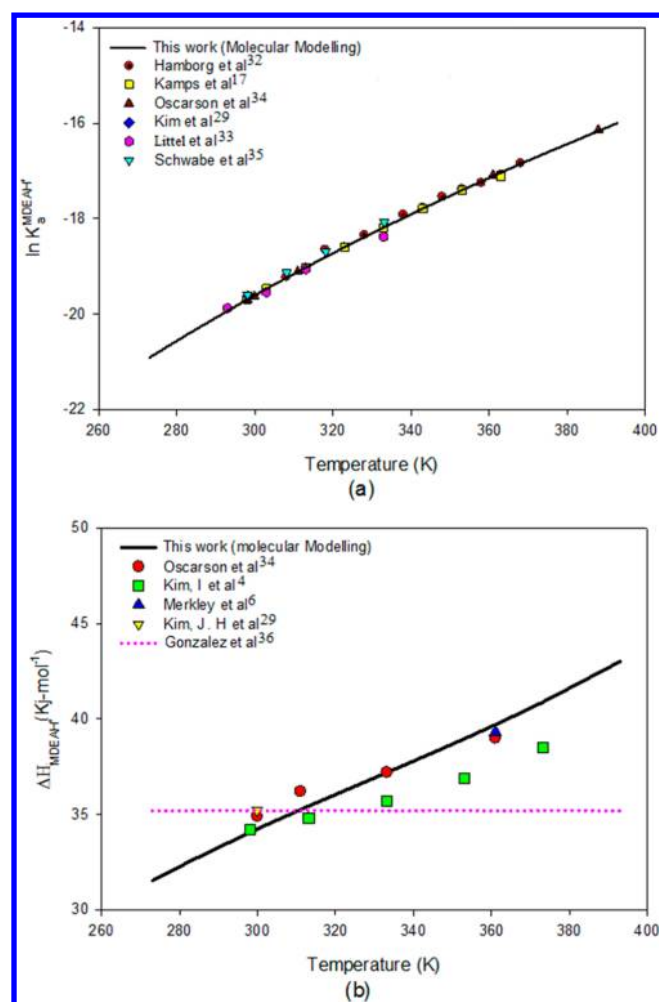 -14
This work (Molecular Modelling)
Hamborg et al32
Kamps et al17
Oscarson et al34
Kim et al29
Littel et al33
Schwabe et al35
-16
-18
-20
-22
ln KaMDEAH+
260 280 300 320 340 360 380 400
Temperature (K)
(a)
50
This work (molecular Modelling)
Oscarson et al34
Kim, I et al4
Merkley et al6
Kim, J. H et al29
Gonzalez et al36
45
40
35
30
ΔHMDEAH+(Kj-mol-1)
260 280 300 320 340 360 380 400
Temperature (K)
(b)